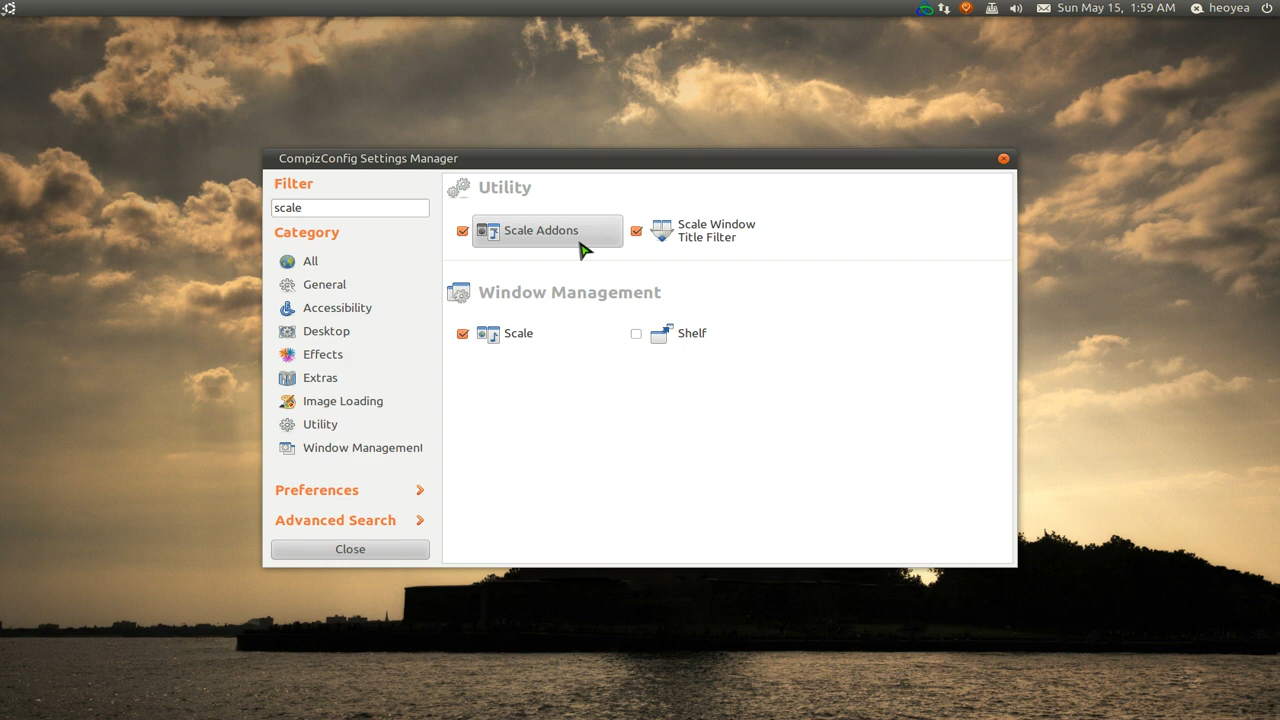 Sun May 15, 1:59 AM heoyea
CompizConfig Settings Manager
Filter
scale
Category
All
General
Accessibility
Desktop
Effects
Extras
Image Loading
Utility
Window Management
Preferences
Advanced Search
Close
Utility
Scale Addons
Scale Window
Title Filter
Window Management
Scale
Shelf